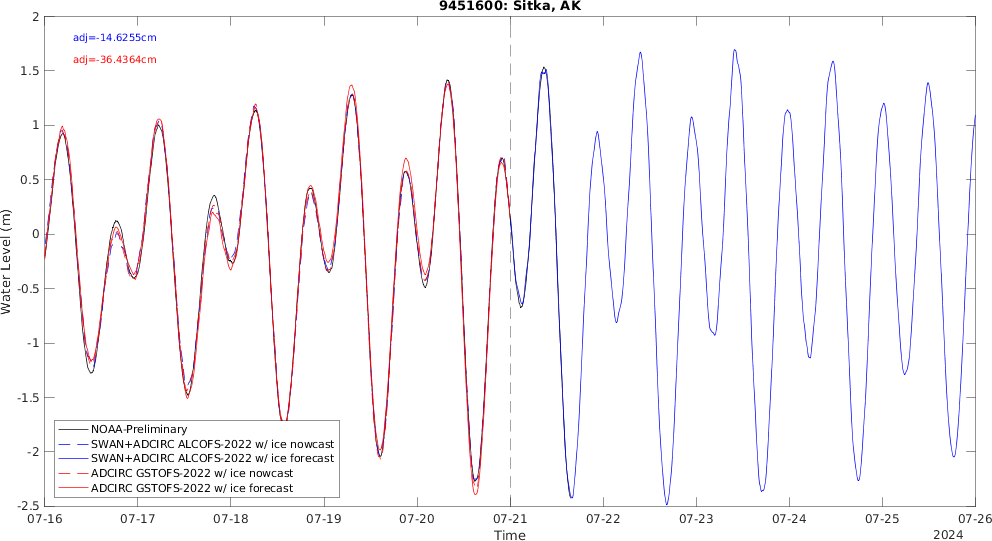 9451600: Sitka, AK
adj=-14.6255cm
adj=-36.4364cm
2
1.5
1
0.5
0
-0.5
-1
-1.5
-2
-2.5
Water Level (m)
NOAA-Preliminary
SWAN+ADCIRC ALCOFS-2022 w/ ice nowcast
SWAN+ADCIRC ALCOFS-2022 w/ ice forecast
ADCIRC GSTOFS-2022 w/ ice nowcast
ADCIRC GSTOFS-2022 w/ ice forecast
07-16 07-17 07-18 07-19 07-20 07-21 07-22 07-23 07-24 07-25 07-26
Time
2024